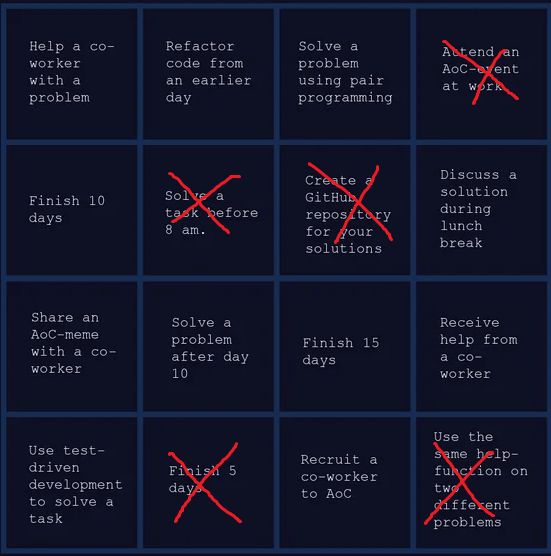 Help a co-
worker
with a
problem
Refactor
code from
an earlier
day
Solve a
problem
using pair
programming
Attend an
AoC-event
at work
Finish 10
days
Solve a
task before
8 am.
Create a
GitHub
repository
for your
solutions
Discuss a
solution
during
lunch
break
Share an
AoC-meme
with a co-
worker
Solve a
problem
after day
10
Finish 15
days
Receive
help from
a co-
worker
Use test-
driven
development
to solve a
task
Finish 5
days
Recruit a
co-worker
to AoC
Use the
same help-
function on
two
different
problems